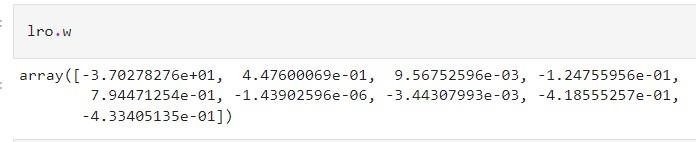 lro.w
array([-3.70278276e+01,  4.47600069e-01,  9.56752596e-03, -1.24755956e-01,
7.94471254e-01, -1.43902596e-06, -3.44307993e-03, -4.18555257e-01,
-4.33405135e-01])